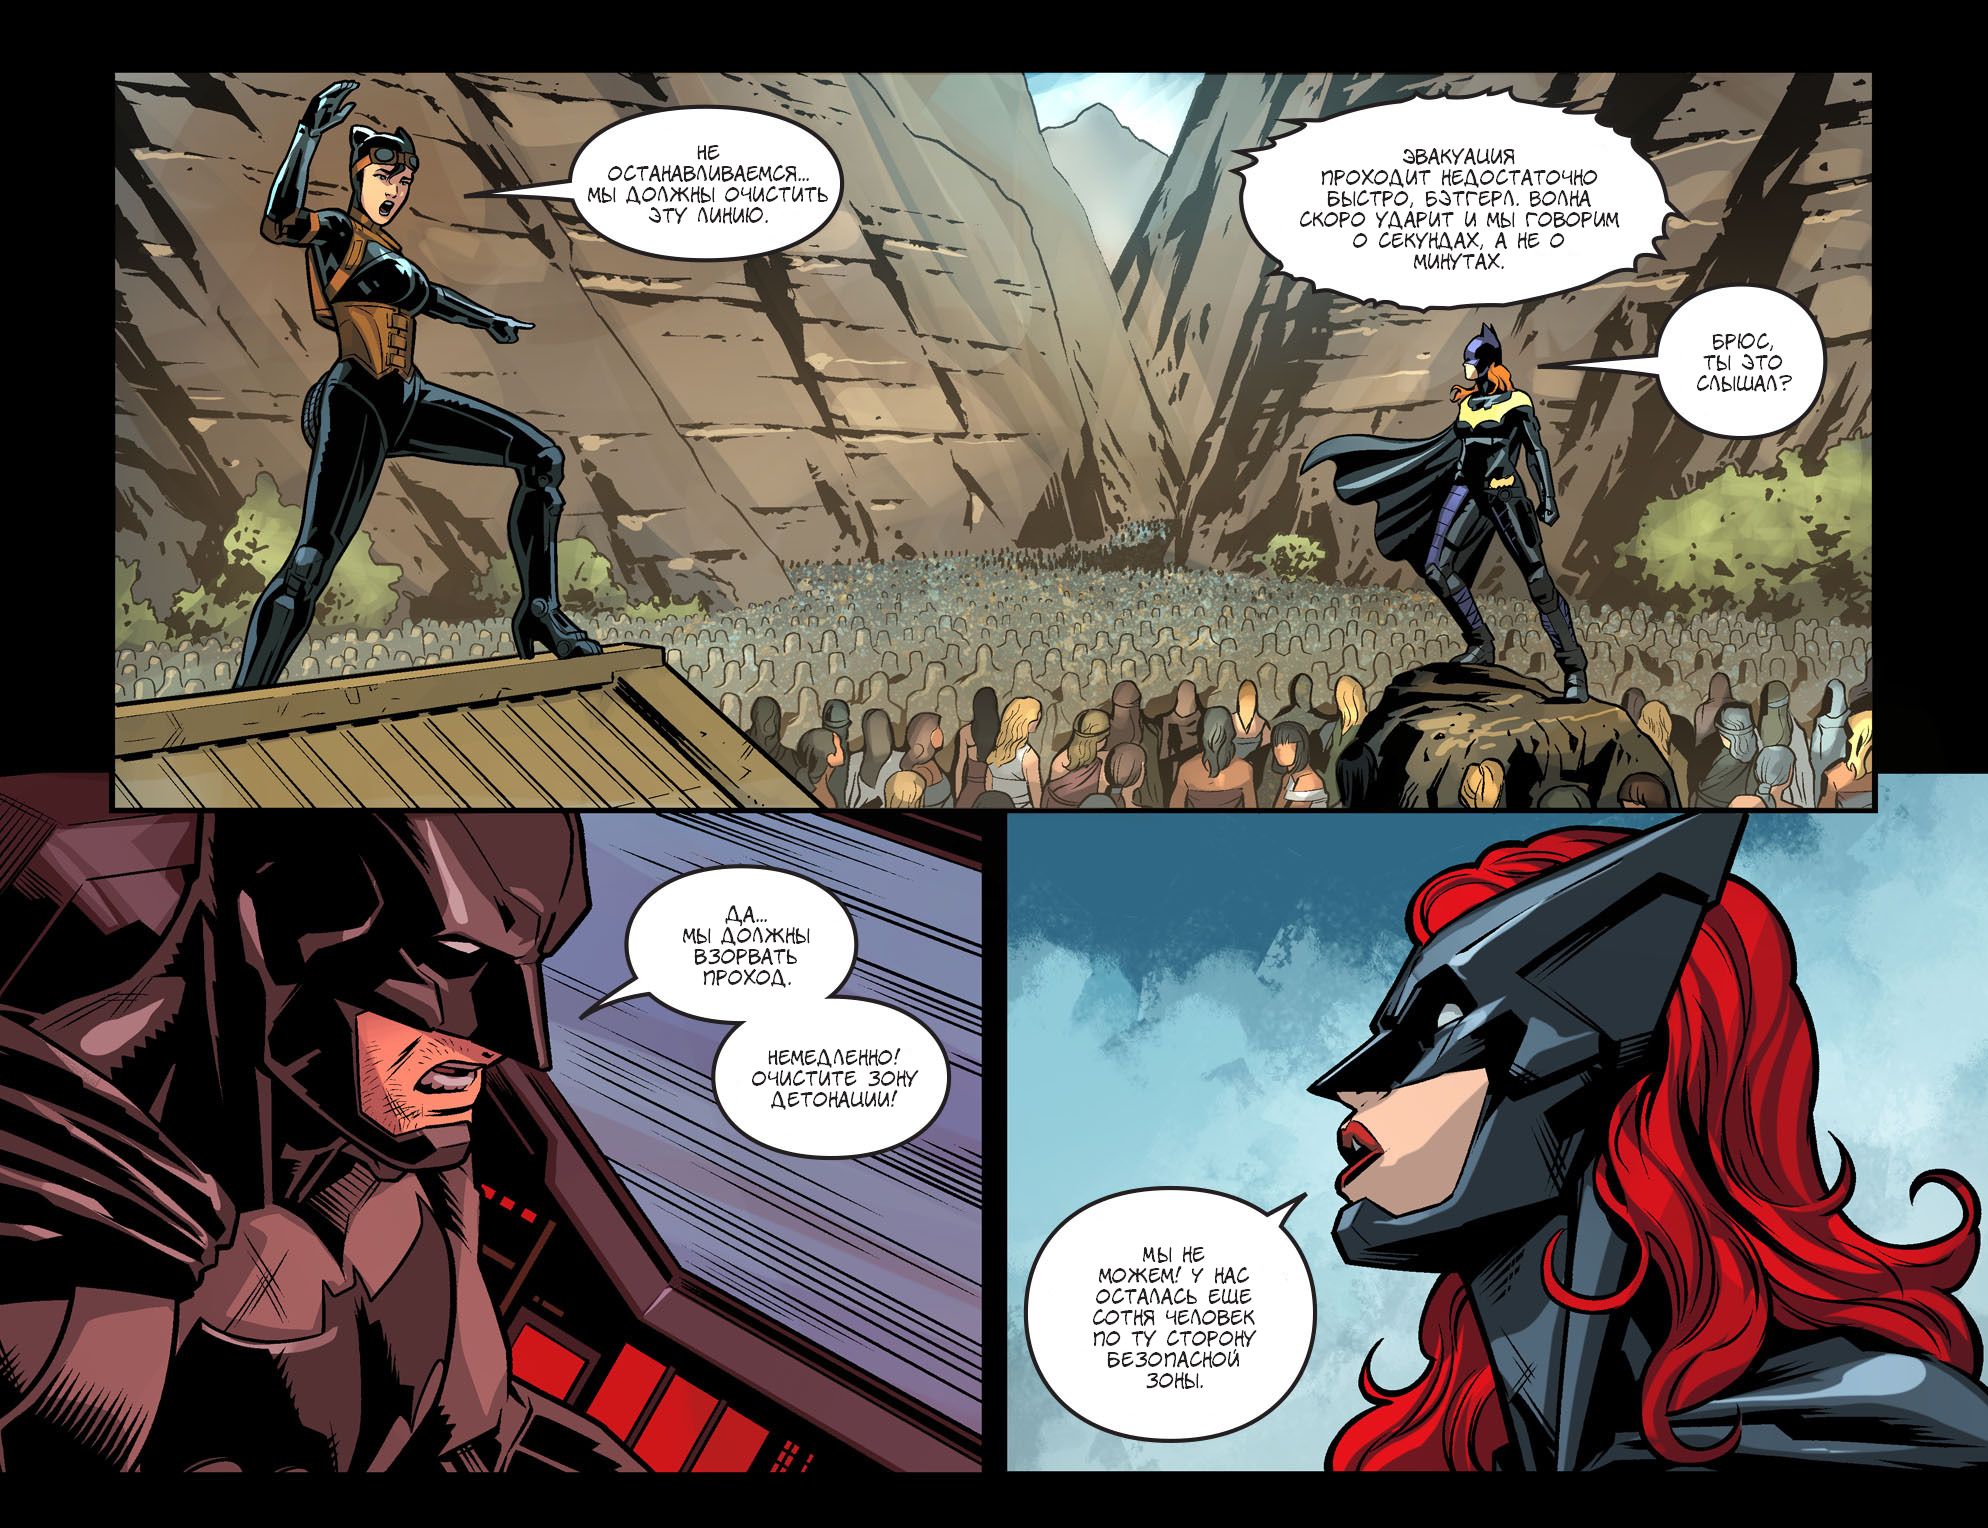 НЕ
ОСТАНАВЛИВАЕМСЯ...
МЫ ДОЛЖНЫ ОЧИСТИТЬ
ЭТУ ЛИНИЮ.
ЭВАКУАЦИЯ
ПРОХОДИТ НЕДОСТАТОЧНО
БЫСТРО, БЭТГЕРЛ. ВОЛНА
СКОРО УДАРИТ И МЫ ГОВОРИМ
О СЕКУНДАХ, А НЕ О
МИНУТАХ.
БРЮС,
ТЫ ЭТО
СЛЫШАЛ?
ДА...
МЫ ДОЛЖНЫ
ВЗОРВАТЬ
ПРОХОД.
НЕМЕДЛЕННО!
ОЧИСТИТЕ ЗОНУ
ДЕТОНАЦИИ!
МЫ НЕ
МОЖЕМ! У НАС
ОСТАЛАСЬ ЕЩЕ
СОТНЯ ЧЕЛОВЕК
ПО ТУ СТОРОНУ
БЕЗОПАСНОЙ
ЗОНЫ.